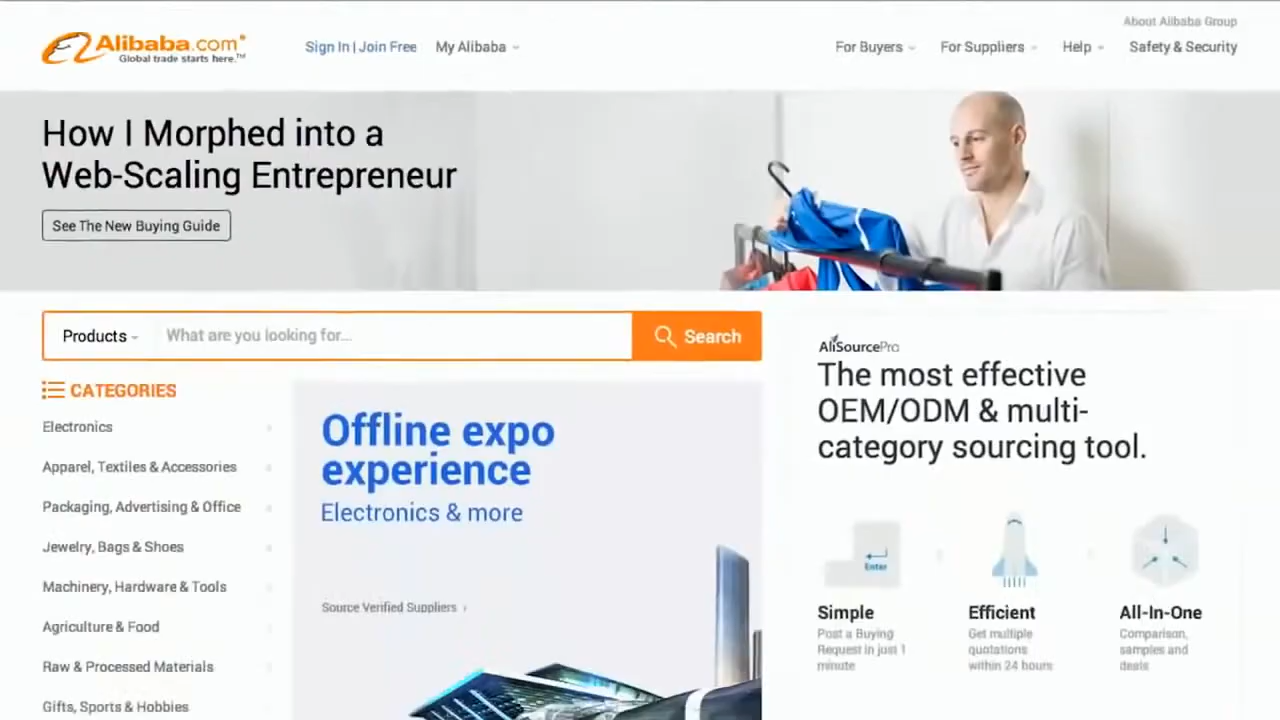 About Alibaba Group
Alibaba.com®
Global trade starts here.™
Sign In | Join Free
My Alibaba
For Buyers
For Suppliers
Help
Safety & Security
How I Morphed into a
Web-Scaling Entrepreneur
See The New Buying Guide
Products
What are you looking for...
Search
CATEGORIES
Electronics
Apparel, Textiles & Accessories
Packaging, Advertising & Office
Jewelry, Bags & Shoes
Machinery, Hardware & Tools
Agriculture & Food
Raw & Processed Materials
Gifts, Sports & Hobbies
Offline expo
experience
Electronics & more
Source Verified Suppliers ›
AliSourcePro
The most effective
OEM/ODM & multi-
category sourcing tool.
Enter
Simple
Post a Buying
Request in just 1
minute
Efficient
Get multiple
quotations
within 24 hours
All-In-One
Comparison,
samples and
deals